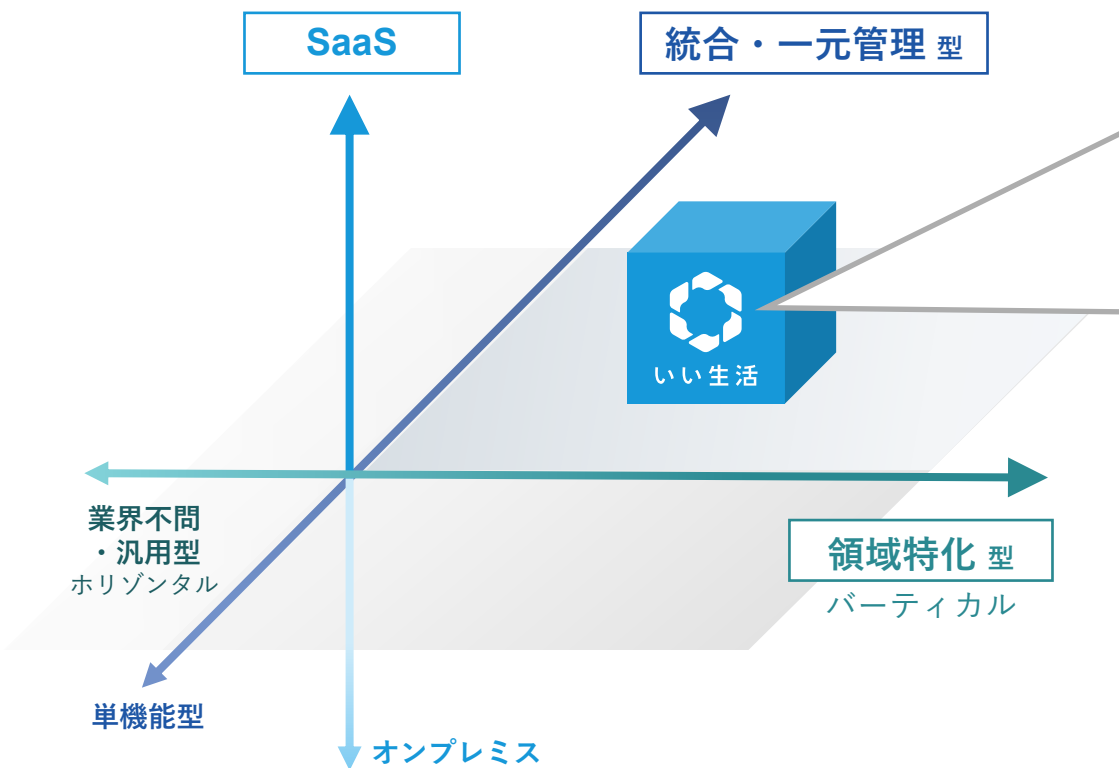 SaaS
統合・一元管理 型
いい生活
業界不問
・汎用型
ホリゾンタル
領域特化 型
バーティカル
単機能型
オンプレミス